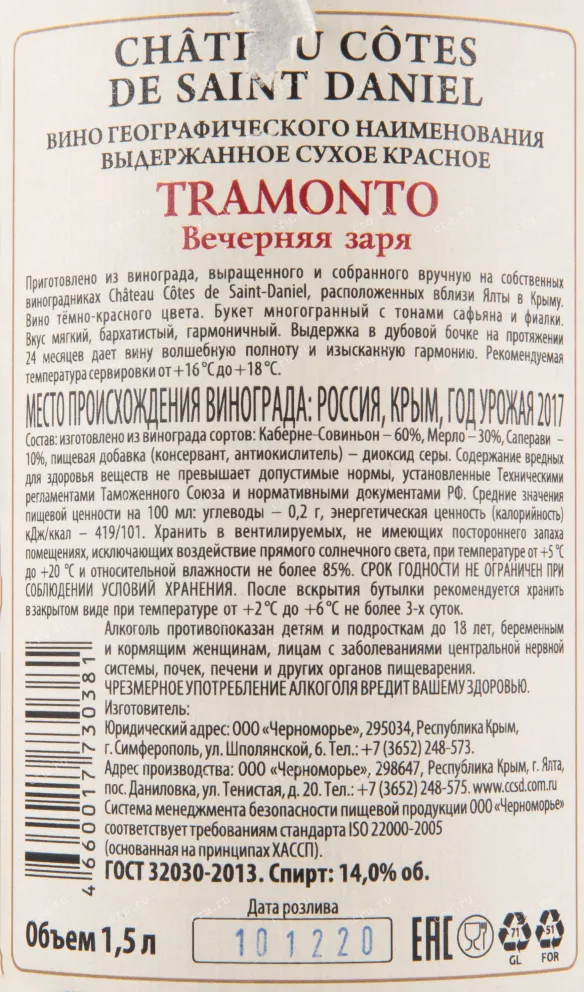 CHÂTEAU CÔTES
DE SAINT DANIEL
ВИНО ГЕОГРАФИЧЕСКОГО НАИМЕНОВАНИЯ
ВЫДЕРЖАННОЕ СУХОЕ КРАСНОЕ
TRAMONTO
Вечерняя заря
Приготовлено из винограда, выращенного и собранного вручную на собственных
виноградниках Château Côtes de Saint-Daniel, расположенных вблизи Ялты в Крыму.
Вино тёмно-красного цвета. Букет многогранный с тонами сафьяна и фиалки.
Вкус мягкий, бархатистый, гармоничный. Выдержка в дубовой бочке на протяжении
24 месяцев дает вину волшебную полноту и изысканную гармонию. Рекомендуемая
температура сервировки от +16 °C до +18 °C.
МЕСТО ПРОИСХОЖДЕНИЯ ВИНОГРАДА: РОССИЯ, КРЫМ, ГОД УРОЖАЯ 2017
Состав: изготовлено из винограда сортов: Каберне-Совиньон – 60%, Мерло – 30%, Саперави –
10%, пищевая добавка (консервант, антиокислитель) – диоксид серы. Содержание вредных
для здоровья веществ не превышает допустимые нормы, установленные Техническими
регламентами Таможенного Союза и нормативными документами РФ. Средние значения
пищевой ценности на 100 мл: углеводы – 0,2 г, энергетическая ценность (калорийность)
кДж/ккал – 419/101. Хранить в вентилируемых, не имеющих постороннего запаха
помещениях, исключающих воздействие прямого солнечного света, при температуре от +5 °C
до +20 °C и относительной влажности не более 85%. СРОК ГОДНОСТИ НЕ ОГРАНИЧЕН ПРИ
СОБЛЮДЕНИИ УСЛОВИЙ ХРАНЕНИЯ. После вскрытия бутылки рекомендуется хранить
в закрытом виде при температуре от +2°C до +6°C не более 3-х суток.
Алкоголь противопоказан детям и подросткам до 18 лет, беременным
и кормящим женщинам, лицам с заболеваниями центральной нервной
системы, почек, печени и других органов пищеварения.
ЧРЕЗМЕРНОЕ УПОТРЕБЛЕНИЕ АЛКОГОЛЯ ВРЕДИТ ВАШЕМУ ЗДОРОВЬЮ.
Изготовитель:
Юридический адрес: ООО «Черноморье», 295034, Республика Крым,
г. Симферополь, ул. Шполянской, 6. Тел.: +7 (3652) 248-573.
Адрес производства: ООО «Черноморье», 298647, Республика Крым, г. Ялта,
пос. Даниловка, ул. Тенистая, д. 20. Тел.: +7 (3652) 248-575. www.ccsd.com.ru
Система менеджмента безопасности пищевой продукции ООО «Черноморье»
соответствует требованиям стандарта ISO 22000-2005
(основанная на принципах ХАССП).
ГОСТ 32030-2013. Спирт: 14,0% об.
4 660017 730381
Дата розлива
Объем 1,5 л
101220
EAC
71
GL
51
FOR